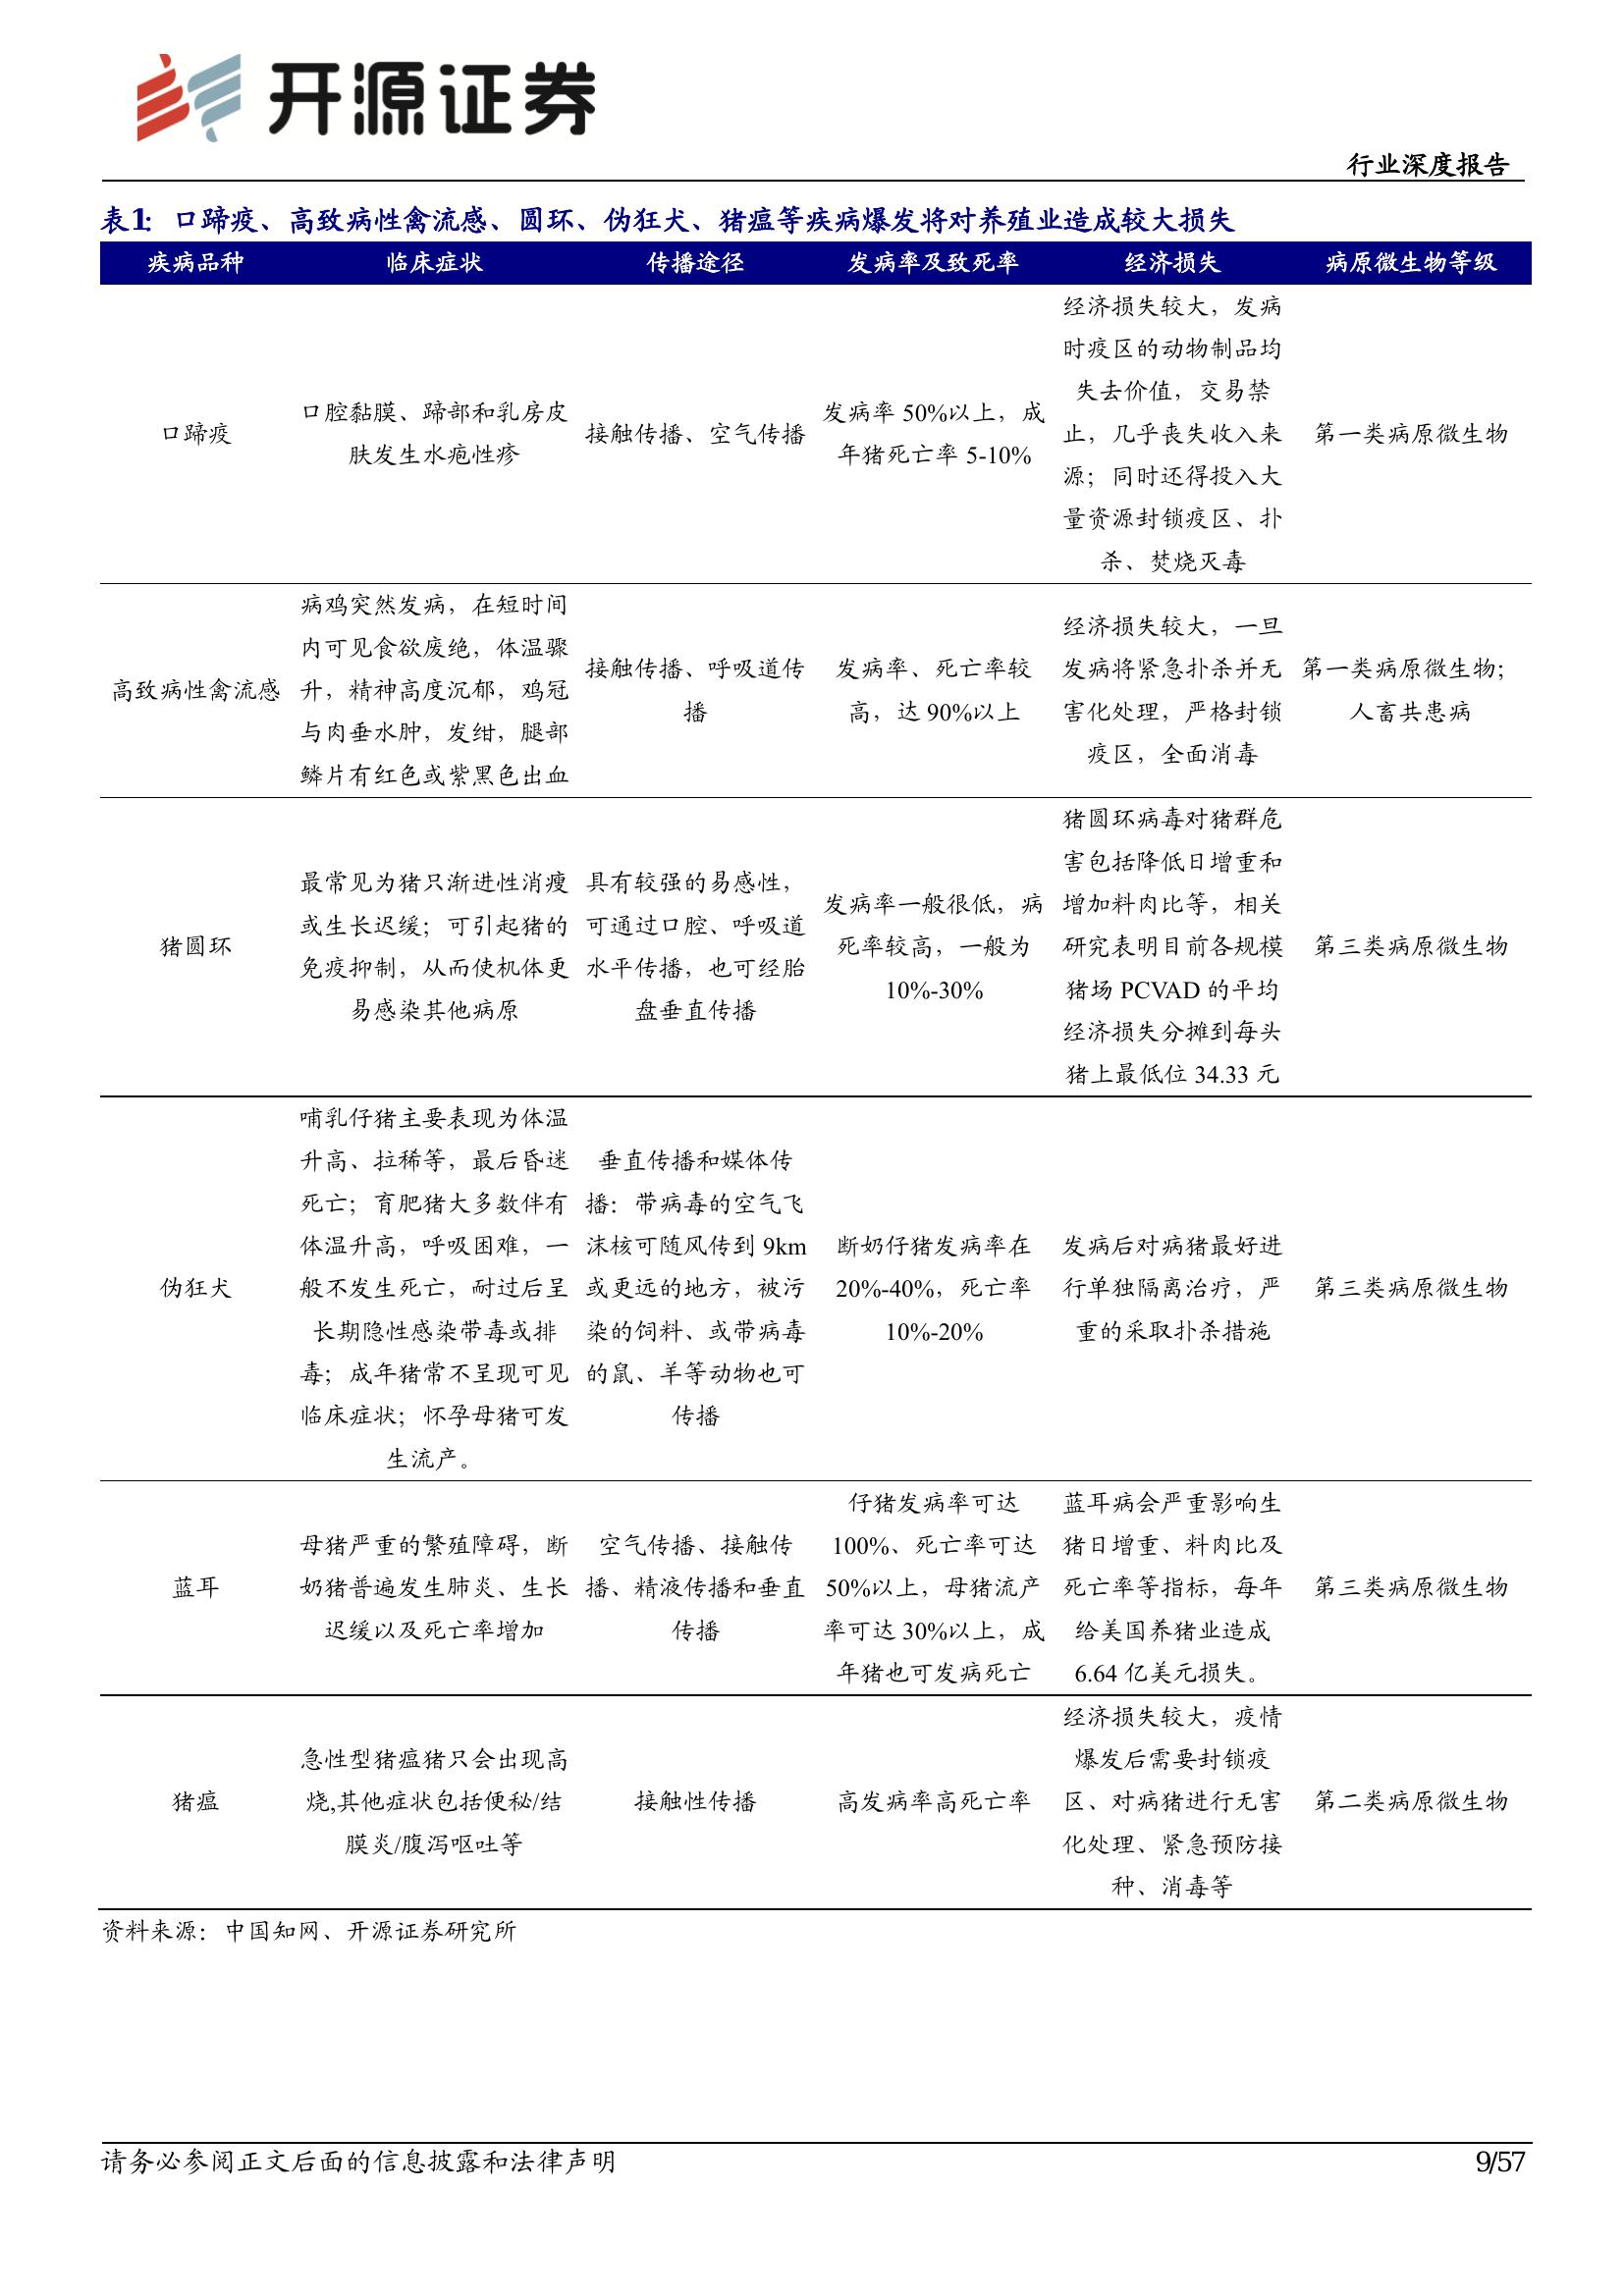 开源证券
行业深度报告
表1：口蹄疫、高致病性禽流感、圆环、伪狂犬、猪瘟等疾病爆发将对养殖业造成较大损失
疾病品种 临床症状 传播途径 发病率及致死率 经济损失 病原微生物等级
口蹄疫
口腔黏膜、蹄部和乳房皮
肤发生水疱性疹
接触传播、空气传播
发病率 50%以上，成
年猪死亡率 5-10%
经济损失较大，发病
时疫区的动物制品均
失去价值，交易禁
止，几乎丧失收入来
源；同时还得投入大
量资源封锁疫区、扑
杀、焚烧灭毒
第一类病原微生物
高致病性禽流感
病鸡突然发病，在短时间
内可见食欲废绝，体温骤
升，精神高度沉郁，鸡冠
与肉垂水肿，发绀，腿部
鳞片有红色或紫黑色出血
接触传播、呼吸道传
播
发病率、死亡率较
高，达 90%以上
经济损失较大，一旦
发病将紧急扑杀并无
害化处理，严格封锁
疫区，全面消毒
第一类病原微生物；
人畜共患病
猪圆环
最常见为猪只渐进性消瘦
或生长迟缓；可引起猪的
免疫抑制，从而使机体更
易感染其他病原
具有较强的易感性，
可通过口腔、呼吸道
水平传播，也可经胎
盘垂直传播
发病率一般很低，病
死率较高，一般为
10%-30%
猪圆环病毒对猪群危
害包括降低日增重和
增加料肉比等，相关
研究表明目前各规模
猪场 PCVAD 的平均
经济损失分摊到每头
猪上最低位 34.33 元
第三类病原微生物
伪狂犬
哺乳仔猪主要表现为体温
升高、拉稀等，最后昏迷
死亡；育肥猪大多数伴有
体温升高，呼吸困难，一
般不发生死亡，耐过后呈
长期隐性感染带毒或排
毒；成年猪常不呈现可见
临床症状；怀孕母猪可发
生流产。
垂直传播和媒体传
播：带病毒的空气飞
沫核可随风传到 9km
或更远的地方，被污
染的饲料、或带病毒
的鼠、羊等动物也可
传播
断奶仔猪发病率在
20%-40%，死亡率
10%-20%
发病后对病猪最好进
行单独隔离治疗，严
重的采取扑杀措施
第三类病原微生物
蓝耳
母猪严重的繁殖障碍，断
奶猪普遍发生肺炎、生长
迟缓以及死亡率增加
空气传播、接触传
播、精液传播和垂直
传播
仔猪发病率可达
100%、死亡率可达
50%以上，母猪流产
率可达 30%以上，成
年猪也可发病死亡
蓝耳病会严重影响生
猪日增重、料肉比及
死亡率等指标，每年
给美国养猪业造成
6.64 亿美元损失。
第三类病原微生物
猪瘟
急性型猪瘟猪只会出现高
烧,其他症状包括便秘/结
膜炎/腹泻呕吐等
接触性传播
高发病率高死亡率
经济损失较大，疫情
爆发后需要封锁疫
区、对病猪进行无害
化处理、紧急预防接
种、消毒等
第二类病原微生物
资料来源：中国知网、开源证券研究所
请务必参阅正文后面的信息披露和法律声明
9/57